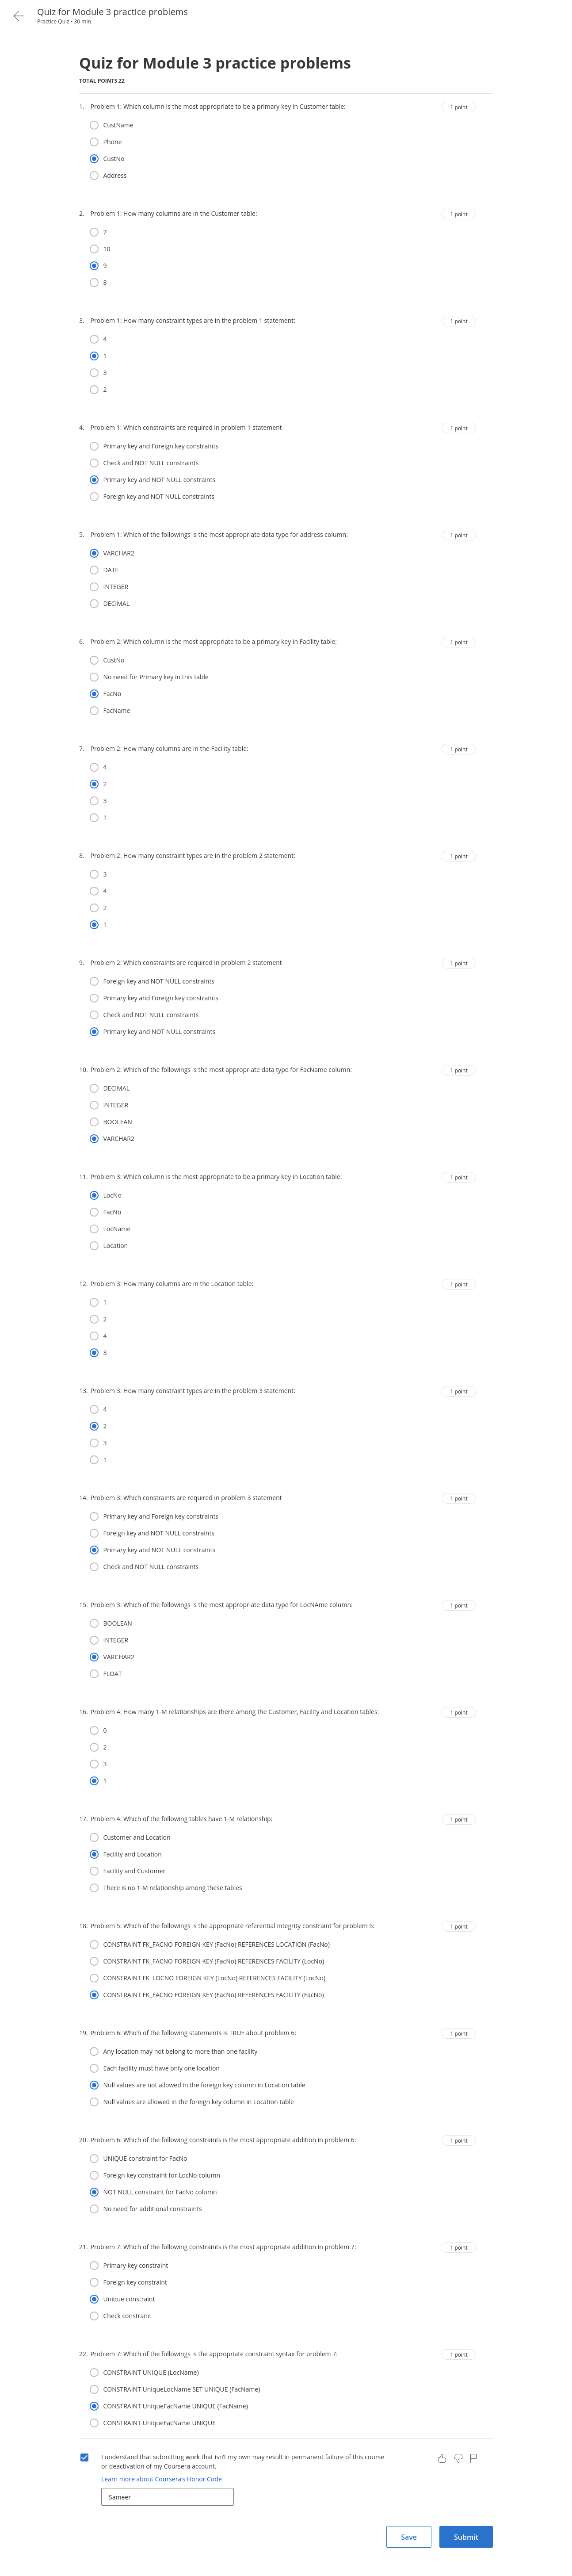 Quiz for Module 3 practice problems
Practice Quiz • 30 min
Quiz for Module 3 practice problems
TOTAL POINTS 22
1. Problem 1: Which column is the most appropriate to be a primary key in Customer table:
1 point
CustName
Phone
CustNo
Address
2. Problem 1: How many columns are in the Customer table:
1 point
7
10
9
8
3. Problem 1: How many constraint types are in the problem 1 statement:
1 point
4
1
3
2
4. Problem 1: Which constraints are required in problem 1 statement
1 point
Primary key and Foreign key constraints
Check and NOT NULL constraints
Primary key and NOT NULL constraints
Foreign key and NOT NULL constraints
5. Problem 1: Which of the followings is the most appropriate data type for address column:
1 point
VARCHAR2
DATE
INTEGER
DECIMAL
6. Problem 2: Which column is the most appropriate to be a primary key in Facility table:
1 point
CustNo
No need for Primary key in this table
FacNo
FacName
7. Problem 2: How many columns are in the Facility table:
1 point
4
2
3
1
8. Problem 2: How many constraint types are in the problem 2 statement:
1 point
3
4
2
1
9. Problem 2: Which constraints are required in problem 2 statement
1 point
Foreign key and NOT NULL constraints
Primary key and Foreign key constraints
Check and NOT NULL constraints
Primary key and NOT NULL constraints
10. Problem 2: Which of the followings is the most appropriate data type for FacName column:
1 point
DECIMAL
INTEGER
BOOLEAN
VARCHAR2
11. Problem 3: Which column is the most appropriate to be a primary key in Location table:
1 point
LocNo
FacNo
LocName
Location
12. Problem 3: How many columns are in the Location table:
1 point
1
2
4
3
13. Problem 3: How many constraint types are in the problem 3 statement:
1 point
4
2
3
1
14. Problem 3: Which constraints are required in problem 3 statement
1 point
Primary key and Foreign key constraints
Foreign key and NOT NULL constraints
Primary key and NOT NULL constraints
Check and NOT NULL constraints
15. Problem 3: Which of the followings is the most appropriate data type for LocNAme column:
1 point
BOOLEAN
INTEGER
VARCHAR2
FLOAT
16. Problem 4: How many 1-M relationships are there among the Customer, Facility and Location tables:
1 point
0
2
3
1
17. Problem 4: Which of the following tables have 1-M relationship:
1 point
Customer and Location
Facility and Location
Facility and Customer
There is no 1-M relationship among these tables
18. Problem 5: Which of the followings is the appropriate referential integrity constraint for problem 5:
1 point
CONSTRAINT FK_FACNO FOREIGN KEY (FacNo) REFERENCES LOCATION (FacNo)
CONSTRAINT FK_FACNO FOREIGN KEY (FacNo) REFERENCES FACILITY (LocNo)
CONSTRAINT FK_LOCNO FOREIGN KEY (LocNo) REFERENCES FACILITY (LocNo)
CONSTRAINT FK_FACNO FOREIGN KEY (FacNo) REFERENCES FACILITY (FacNo)
19. Problem 6: Which of the following statements is TRUE about problem 6:
1 point
Any location may not belong to more than one facility
Each facility must have only one location
Null values are not allowed in the foreign key column in Location table
Null values are allowed in the foreign key column in Location table
20. Problem 6: Which of the following constraints is the most appropriate addition in problem 6:
1 point
UNIQUE constraint for FacNo
Foreign key constraint for LocNo column
NOT NULL constraint for FacNo column
No need for additional constraints
21. Problem 7: Which of the following constraints is the most appropriate addition in problem 7:
1 point
Primary key constraint
Foreign key constraint
Unique constraint
Check constraint
22. Problem 7: Which of the followings is the appropriate constraint syntax for problem 7:
1 point
CONSTRAINT UNIQUE (LocName)
CONSTRAINT UniqueLocName SET UNIQUE (FacName)
CONSTRAINT UniqueFacName UNIQUE (FacName)
CONSTRAINT UniqueFacName UNIQUE
I understand that submitting work that isn't my own may result in permanent failure of this course
or deactivation of my Coursera account.
Learn more about Coursera's Honor Code
Sameer
Save
Submit